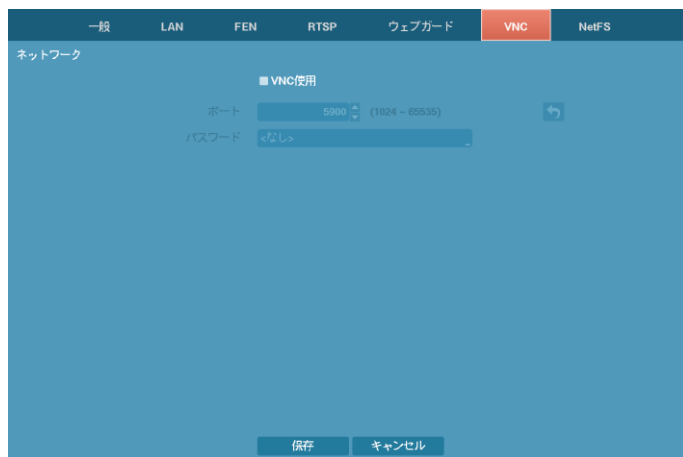 一般 LAN FEN RTSP ウェブガード VNC NetFS
ネットワーク
VNC使用
ポート 5900 (1024 ~ 65535)
パスワード <なし>
保存 キャンセル